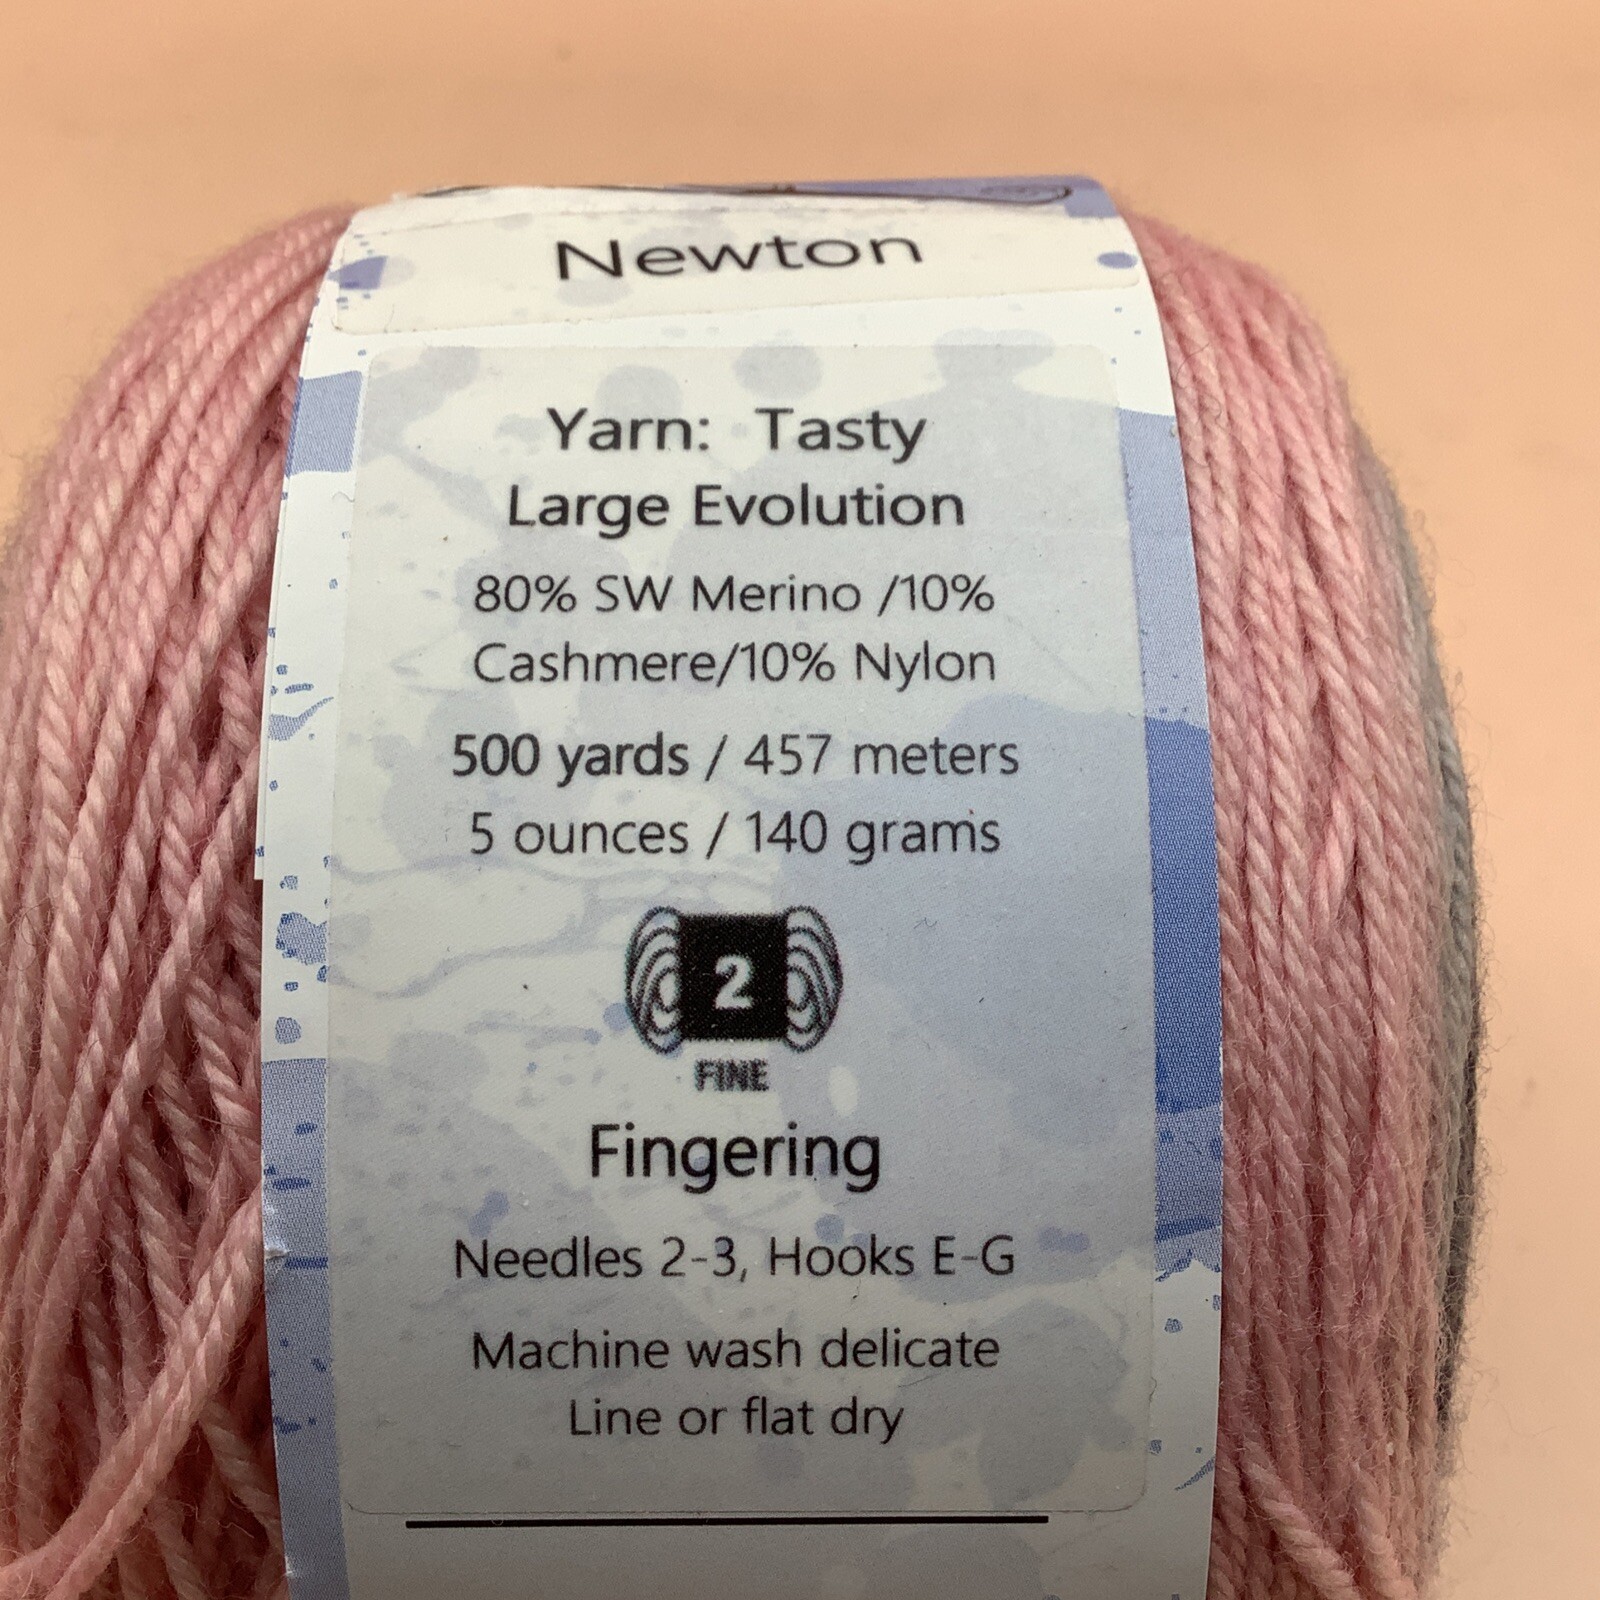 Newton
Yarn: Tasty
Large Evolution
80% SW Merino /10%
Cashmere/10% Nylon
500 yards / 457 meters
5 ounces / 140 grams
2
FINE
Fingering
Needles 2-3, Hooks E-G
Machine wash delicate
Line or flat dry